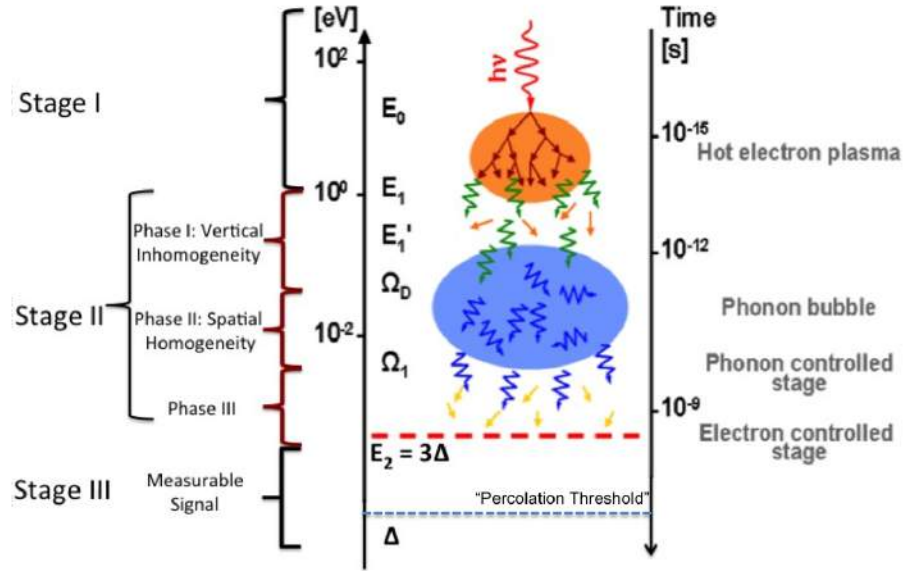 [eV]
Time
[s]
10²
hν
Stage I
E₀
10⁻¹⁵
Hot electron plasma
10⁰
E₁
Phase I: Vertical
Inhomogeneity
E₁'
10⁻¹²
Stage II
Ω_D
Phonon bubble
Phase II: Spatial
Homogeneity
10⁻²
Ω₁
Phonon controlled
stage
Phase III
10⁻⁹
Electron controlled
stage
E₂ = 3Δ
Stage III
Measurable
Signal
“Percolation Threshold”
Δ